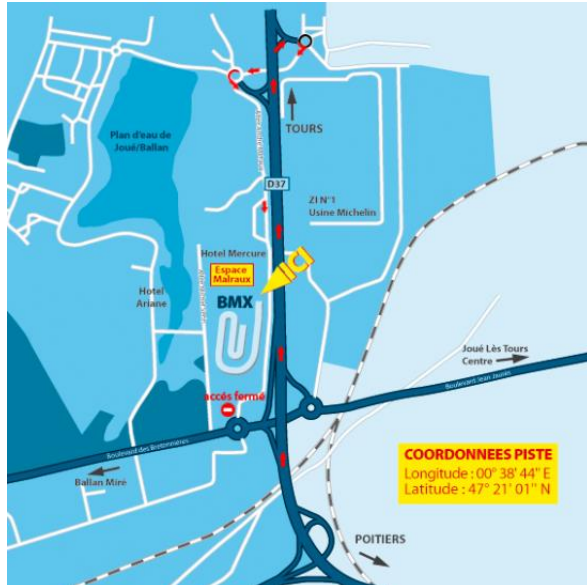 Plan d'eau de
Joué/Ballan
TOURS
D37
ZI N°1
Usine Michelin
Hotel Mercure
Espace
Malraux
ICI
Hotel
Ariane
BMX
Joué Lès Tours
Centre
Boulevard Jean Jaurès
accés fermé
Boulevard des Bretonnières
Ballan Miré
COORDONNEES PISTE
Longitude : 00° 38' 44" E
Latitude : 47° 21' 01" N
POITIERS